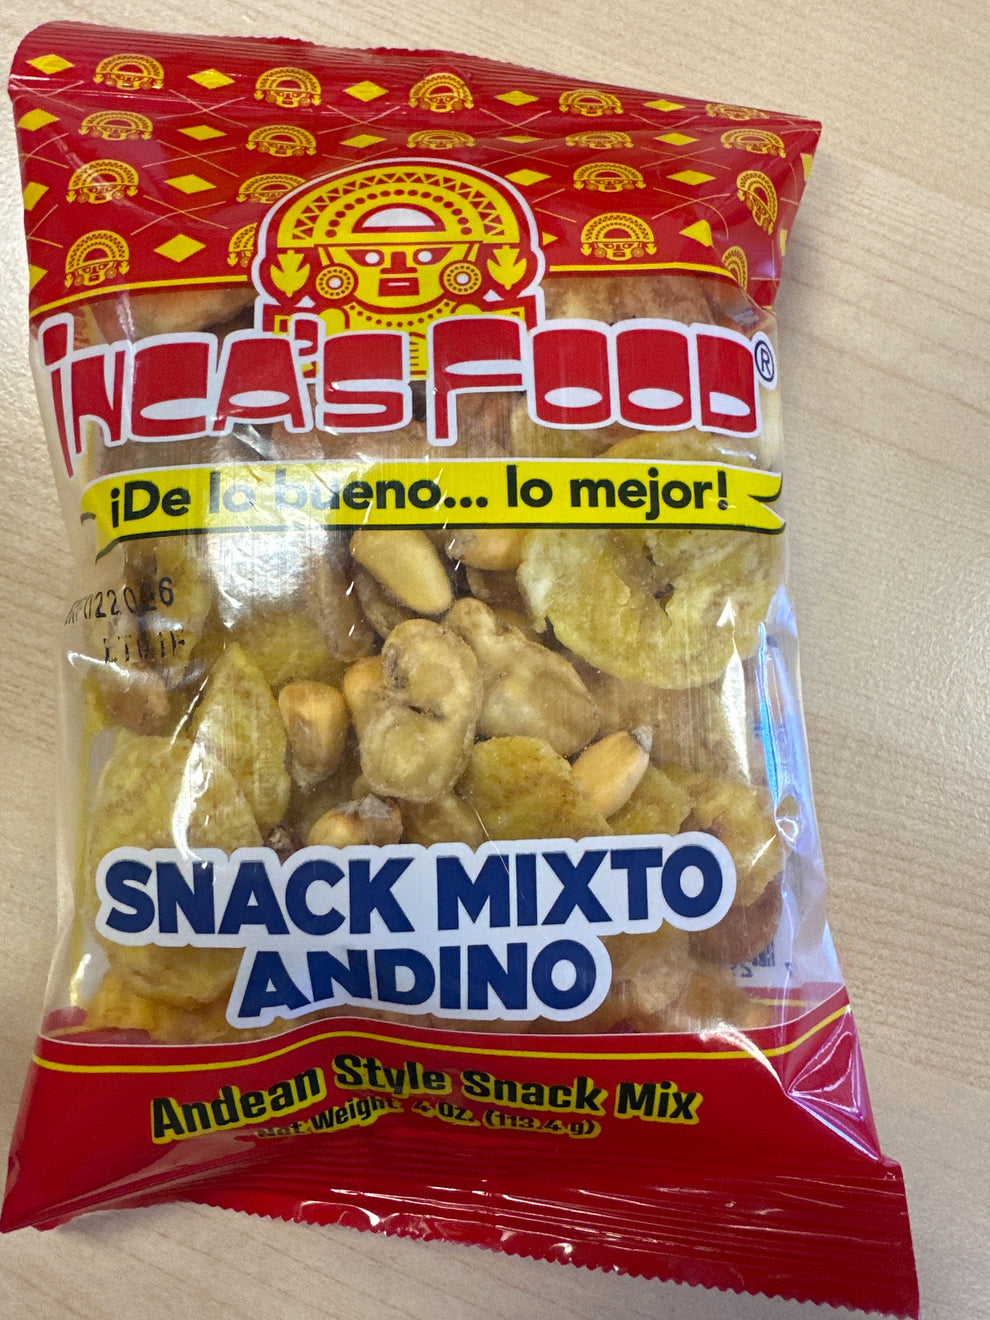 INCA'S FOOD®
¡De lo bueno... lo mejor!
SNACK MIXTO
ANDINO
Andean Style Snack Mix
Net Weight 4 OZ. (113.4 g)